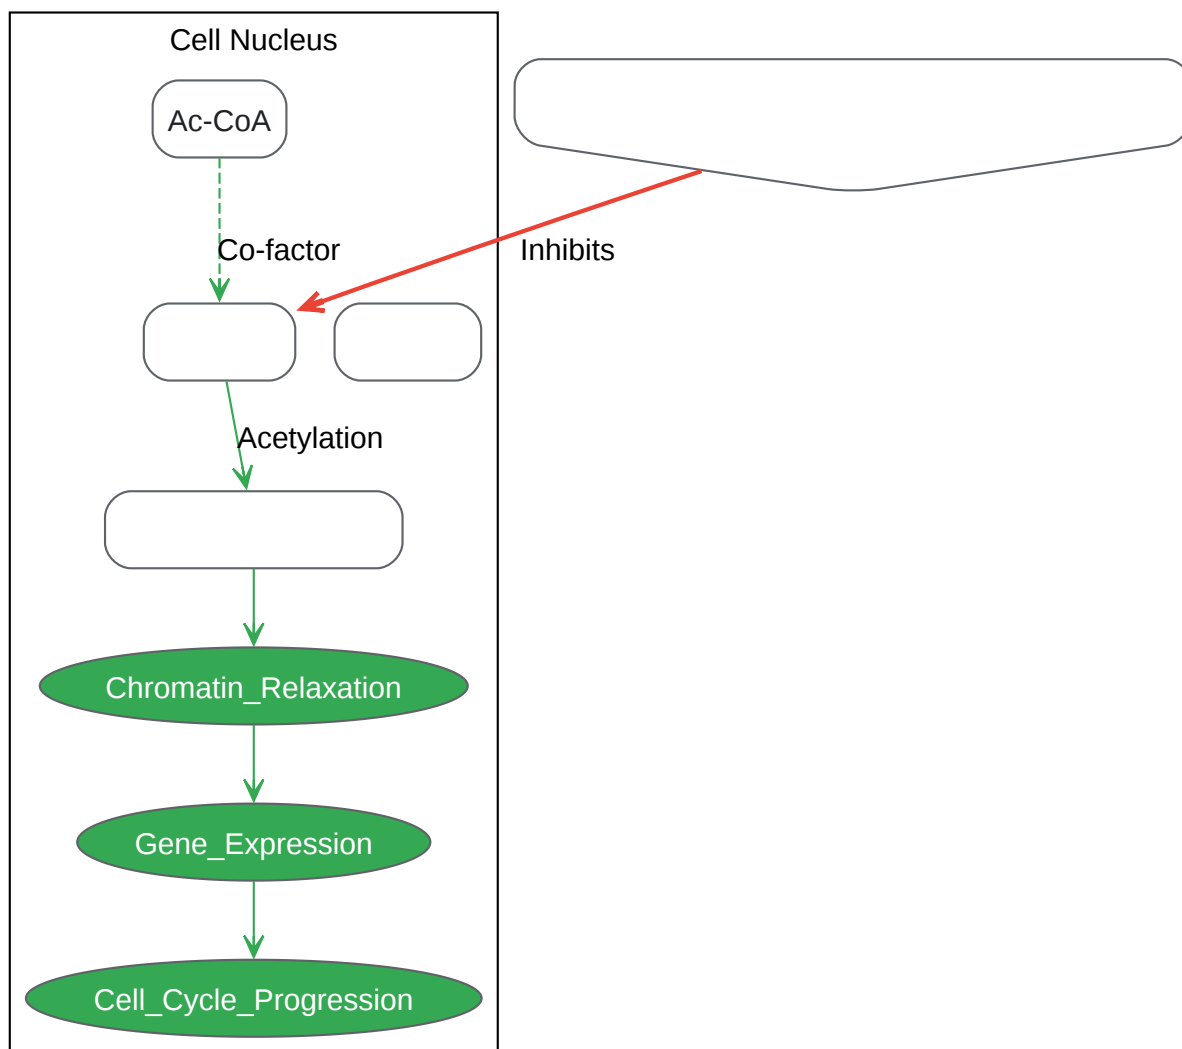 Cell Nucleus
Ac-CoA
Co-factor
Inhibits
Acetylation
Chromatin_Relaxation
Gene_Expression
Cell_Cycle_Progression